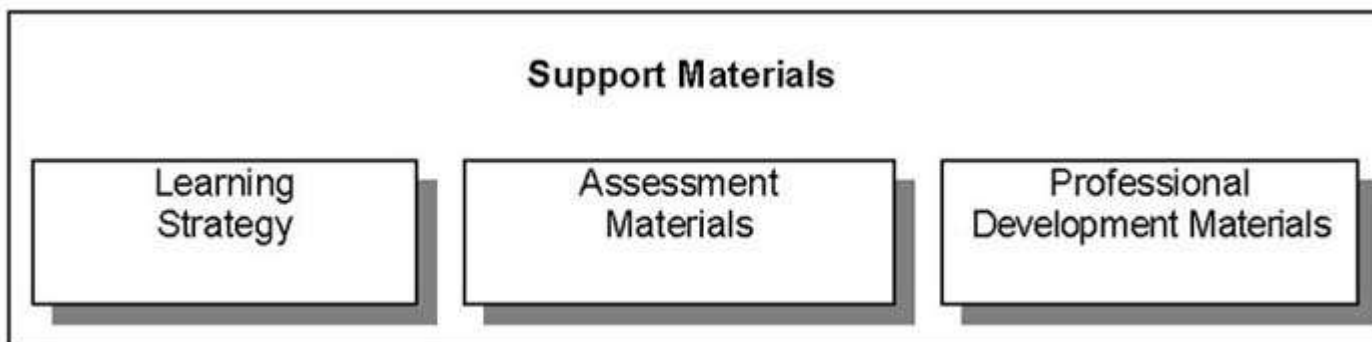 Support Materials
Learning
Strategy
Assessment
Materials
Professional
Development Materials